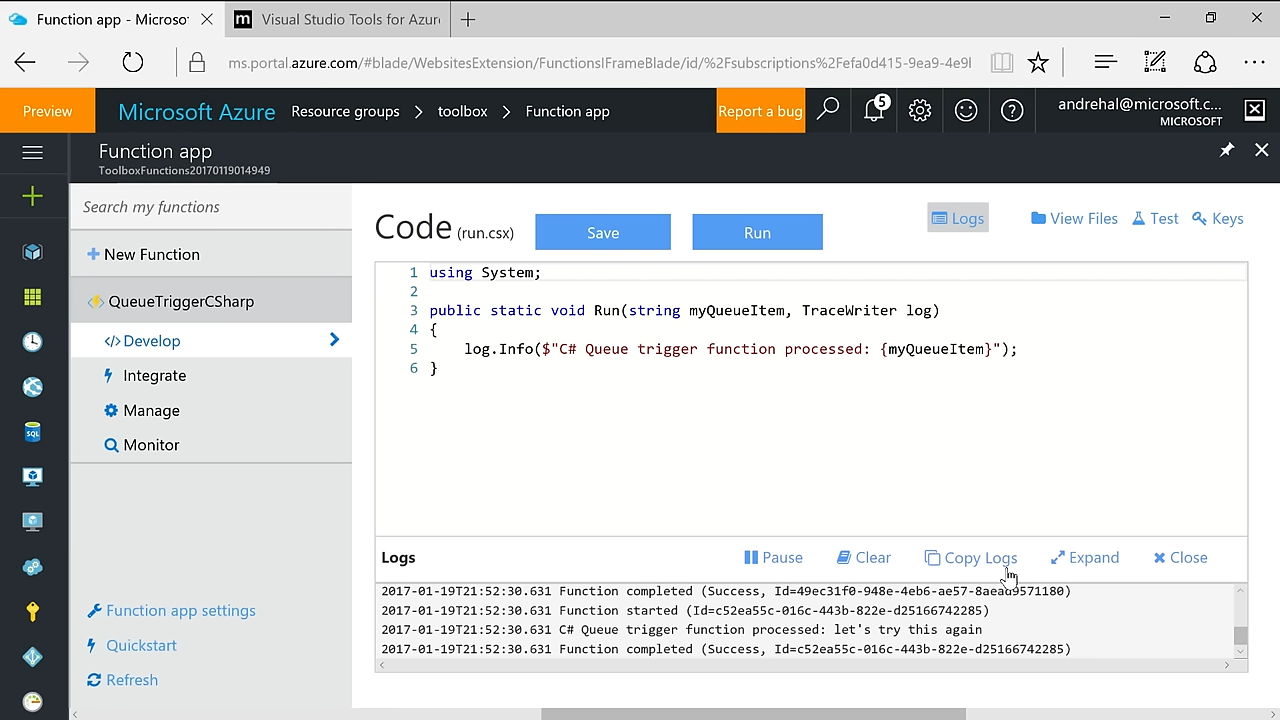 Function app - Microso
Visual Studio Tools for Azure
ms.portal.azure.com/#blade/WebsitesExtension/FunctionsIFrameBlade/id/%2Fsubscriptions%2Fefa0d415-9ea9-4e9l
Preview
Microsoft Azure
Resource groups > toolbox > Function app
Report a bug
5
andrehal@microsoft.c...
MICROSOFT
Function app
ToolboxFunctions20170119014949
Search my functions
New Function
QueueTriggerCSharp
</> Develop
Integrate
Manage
Monitor
Function app settings
Quickstart
Refresh
SQL
Code (run.csx)
Save
Run
Logs
View Files
Test
Keys
1 using System;
2
3 public static void Run(string myQueueItem, TraceWriter log)
4 {
5 log.Info($"C# Queue trigger function processed: {myQueueItem}");
6 }
Logs
Pause
Clear
Copy Logs
Expand
Close
2017-01-19T21:52:30.631 Function completed (Success, Id=49ec31f0-948e-4eb6-ae57-8aead9571180)
2017-01-19T21:52:30.631 Function started (Id=c52ea55c-016c-443b-822e-d25166742285)
2017-01-19T21:52:30.631 C# Queue trigger function processed: let's try this again
2017-01-19T21:52:30.631 Function completed (Success, Id=c52ea55c-016c-443b-822e-d25166742285)